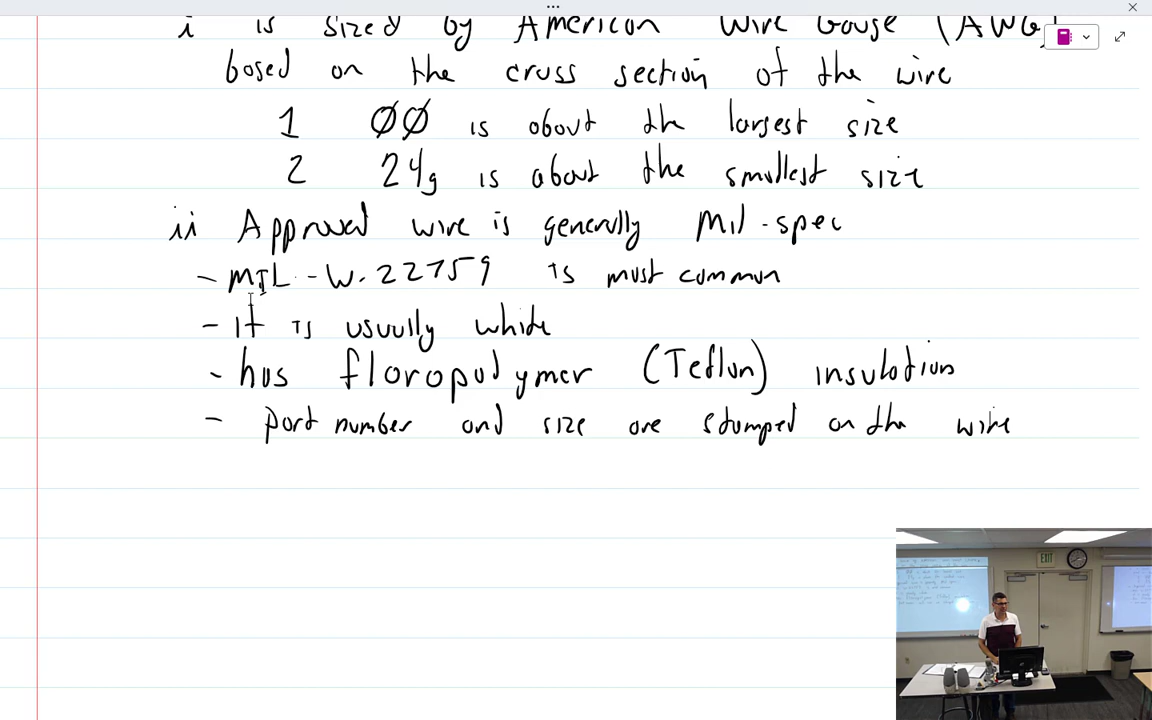 i is sized by American Wire Gauge (AWG)
based on the cross section of the wire
1 ØØ is about the largest size
2 24g is about the smallest size
ii Approved wire is generally Mil-spec
- MIL-W-22759 is most common
- it is usually white
- has floropolymer (Teflon) insulation
- part number and size are stamped on the wire
EXIT